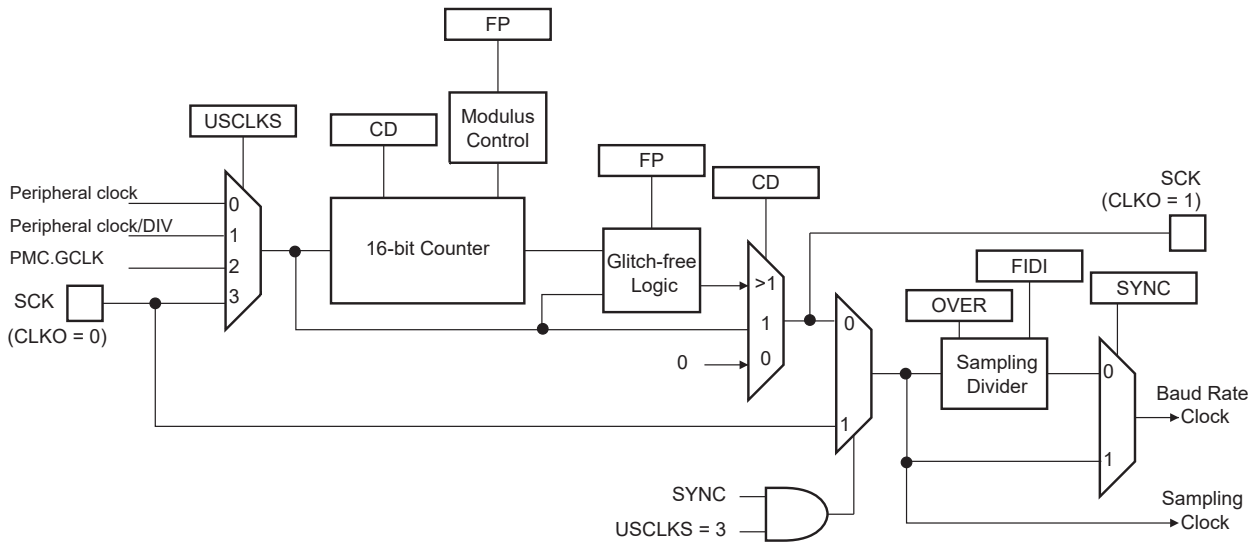 FP
USCLKS
CD
Modulus
Control
FP
CD
SCK
(CLKO = 1)
Peripheral clock
0
Peripheral clock/DIV
1
PMC.GCLK
2
SCK
3
(CLKO = 0)
16-bit Counter
Glitch-free
Logic
>1
1
0
0
FIDI
OVER
SYNC
0
1
Sampling
Divider
0
1
Baud Rate
Clock
SYNC
USCLKS = 3
Sampling
Clock